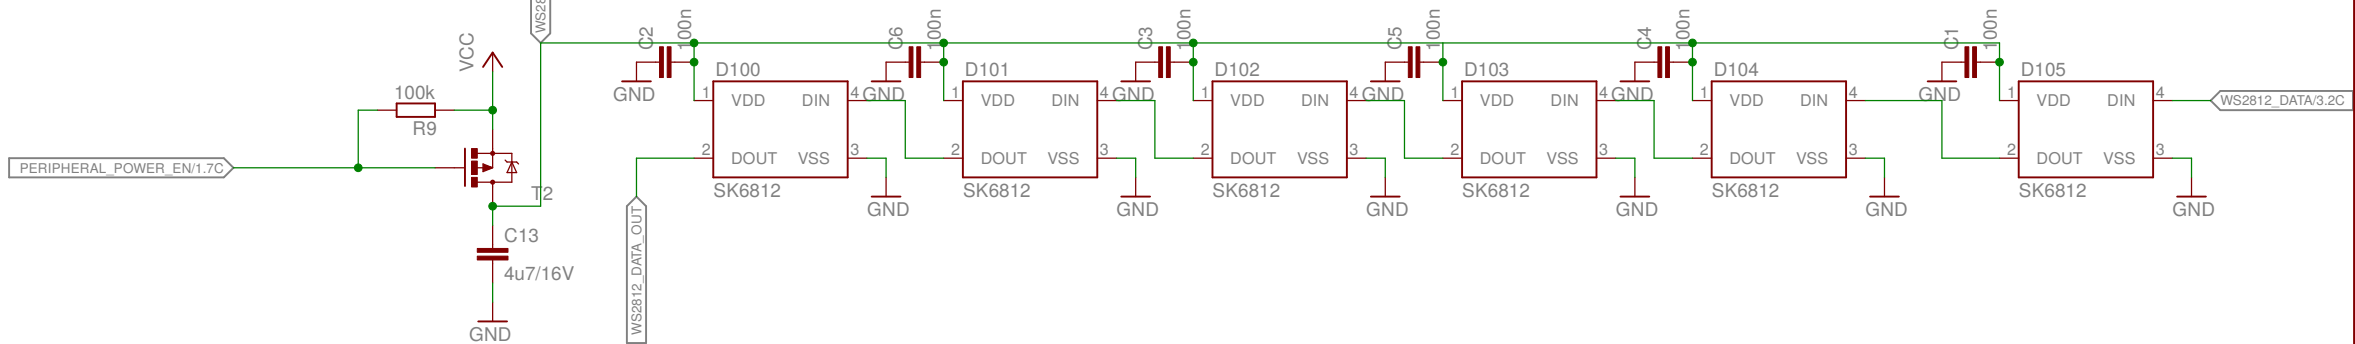 WS28
C2
100n
C6
100n
C3
100n
C5
100n
C4
100n
C1
100n
VCC
D100
D101
D102
D103
D104
D105
100k
R9
GND
GND
GND
GND
GND
GND
1 VDD DIN 4
1 VDD DIN 4
1 VDD DIN 4
1 VDD DIN 4
1 VDD DIN 4
1 VDD DIN 4
WS2812_DATA/3.2C
PERIPHERAL_POWER_EN/1.7C
2 DOUT VSS 3
2 DOUT VSS 3
2 DOUT VSS 3
2 DOUT VSS 3
2 DOUT VSS 3
2 DOUT VSS 3
T2
SK6812
SK6812
SK6812
SK6812
SK6812
SK6812
GND
GND
GND
GND
GND
GND
C13
4u7/16V
WS2812_DATA_OUT
GND